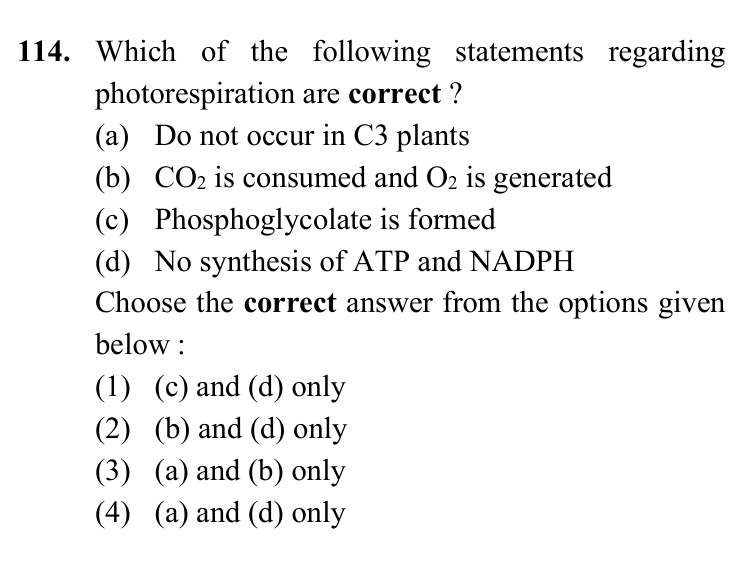 114. Which of the following statements regarding
photorespiration are correct ?
(a) Do not occur in C3 plants
(b) CO₂ is consumed and O₂ is generated
(c) Phosphoglycolate is formed
(d) No synthesis of ATP and NADPH
Choose the correct answer from the options given
below :
(1) (c) and (d) only
(2) (b) and (d) only
(3) (a) and (b) only
(4) (a) and (d) only